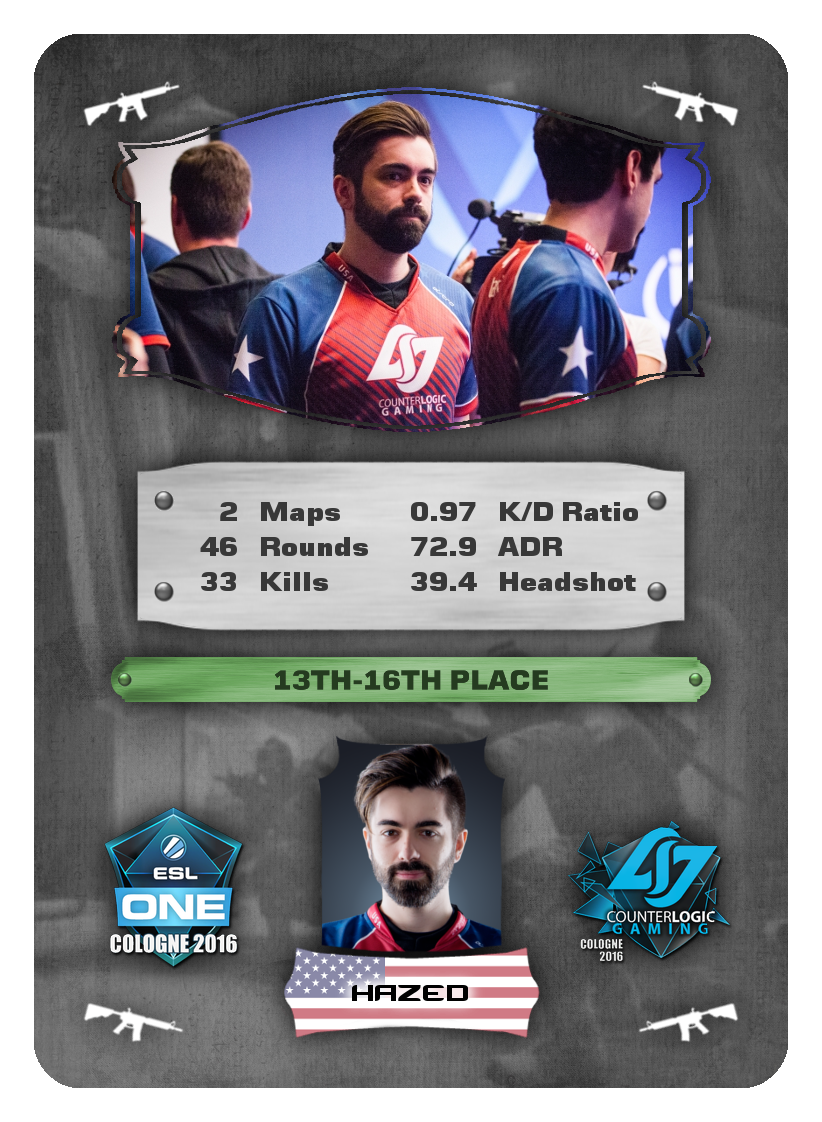 USA
COUNTERLOGIC
GAMING
2 Maps 0.97 K/D Ratio
46 Rounds 72.9 ADR
33 Kills 39.4 Headshot
13TH-16TH PLACE
ESL
ONE
COLOGNE 2016
COUNTERLOGIC
GAMING
COLOGNE
2016
HAZED